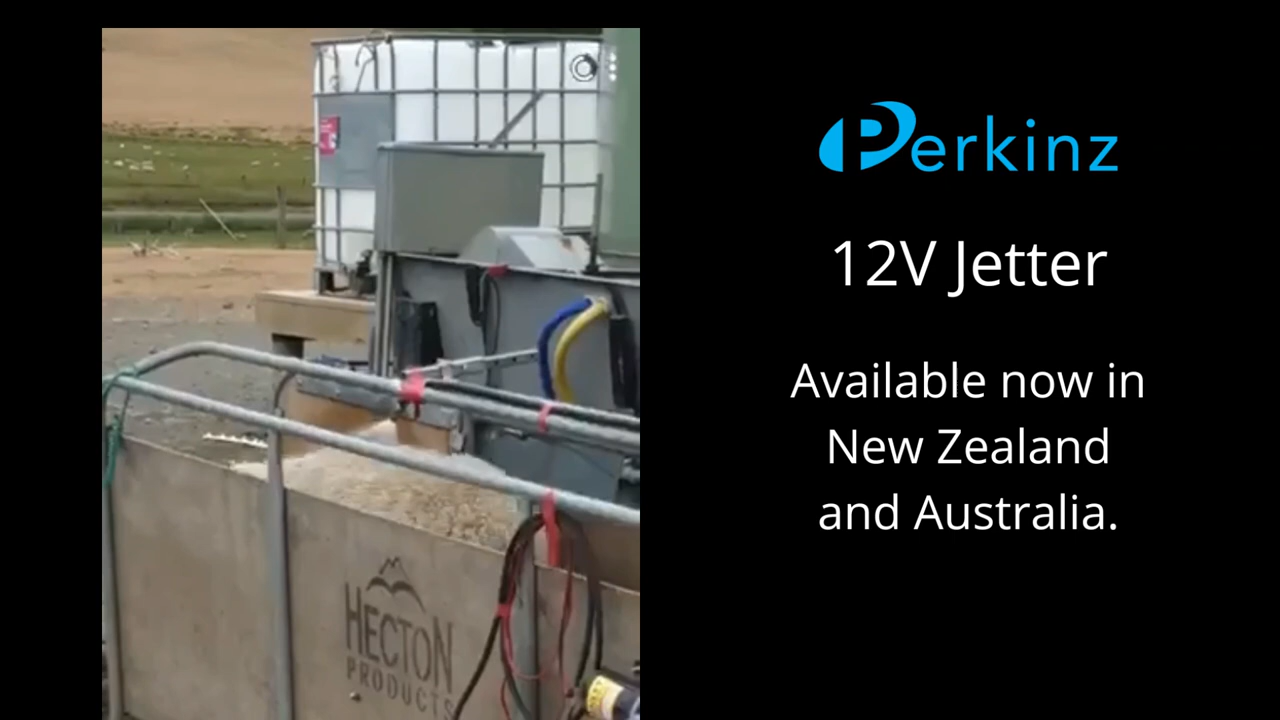 Perkinz
12V Jetter
Available now in
New Zealand
and Australia.
HECTON
PRODUCTS